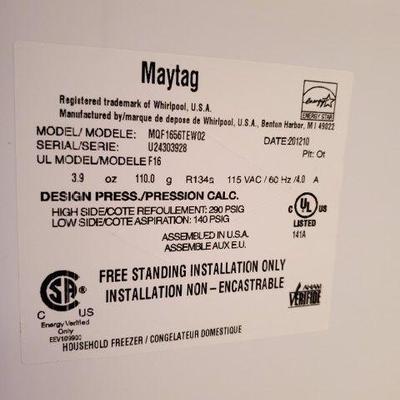 Maytag
Registered trademark of Whirlpool, U.S.A.
Manufactured by/marque de depose de Whirlpool, U.S.A., Benton Harbor, MI 49022
ENERGY STAR
MODEL/ MODELE: MQF1656TEW02
DATE:201210
SERIAL/SERIE: U24303928
Plt: Ot
UL MODEL/MODELE F16
3.9 oz 110.0 g R134a 115 VAC / 60 Hz /4.0 A
DESIGN PRESS./PRESSION CALC.
HIGH SIDE/COTE REFOULEMENT: 290 PSIG
LOW SIDE/COTE ASPIRATION: 140 PSIG
C UL US
LISTED
141A
ASSEMBLED IN U.S.A.
ASSEMBLE AUX E.U.
FREE STANDING INSTALLATION ONLY
INSTALLATION NON - ENCASTRABLE
C US
Energy Verified
Only
EEV109900
AHAM
VERIFIDE
HOUSEHOLD FREEZER / CONGELATEUR DOMESTIQUE